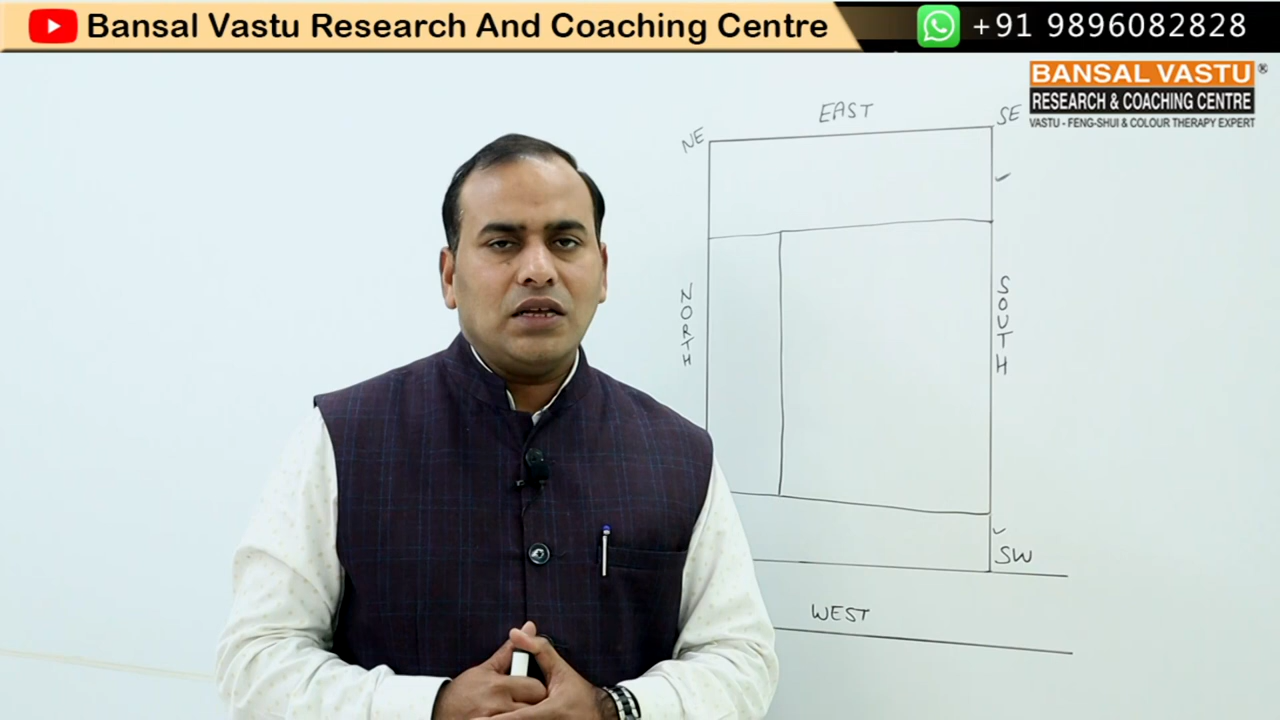 Bansal Vastu Research And Coaching Centre
+91 9896082828
BANSAL VASTU®
RESEARCH & COACHING CENTRE
VASTU - FENG-SHUI & COLOUR THERAPY EXPERT
EAST
NE
SE
NORTH
SOUTH
SW
WEST